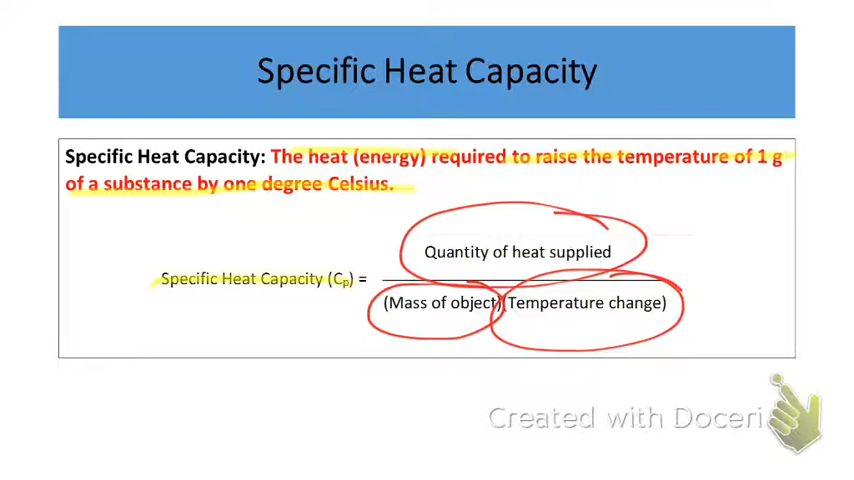 Specific Heat Capacity
Specific Heat Capacity: The heat (energy) required to raise the temperature of 1 g
of a substance by one degree Celsius.
Quantity of heat supplied
Specific Heat Capacity (Cp) =
(Mass of object)(Temperature change)
Created with Doceri